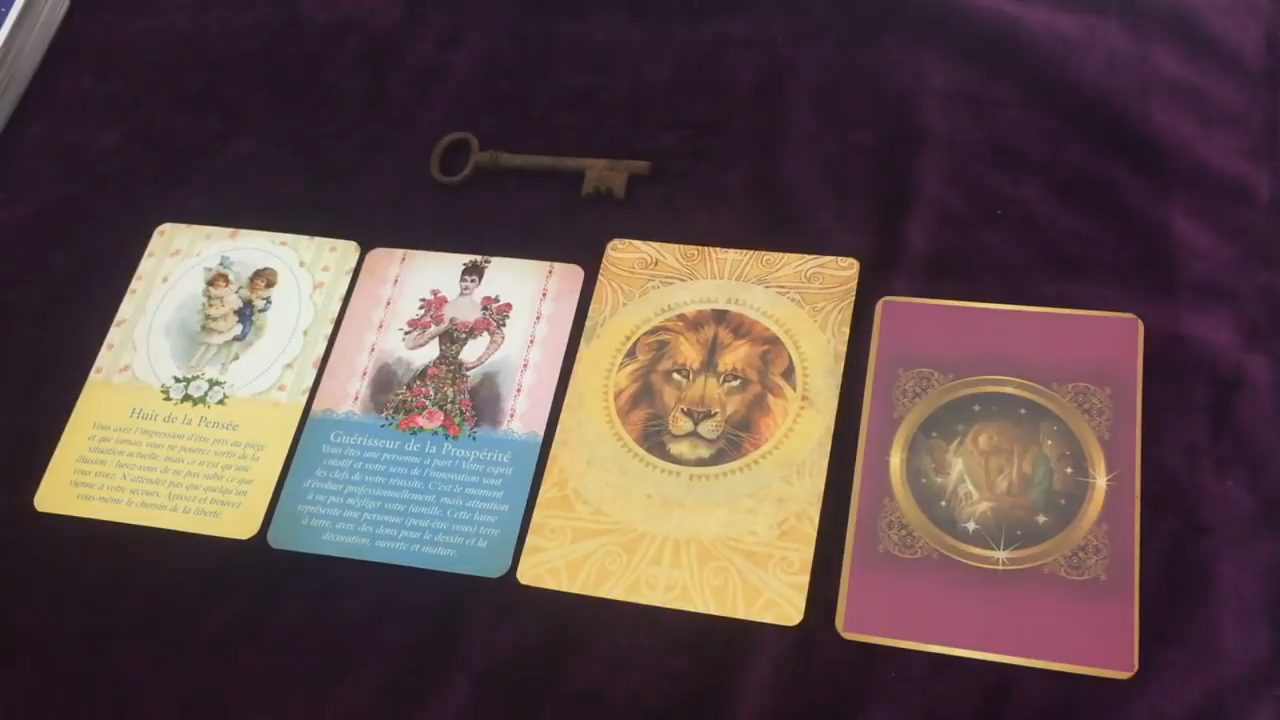 Huit de la Pensée
Vous avez l'impression d'être pris au piège
et que jamais vous ne pourrez sortir de la
situation actuelle, mais ce n'est qu'une
illusion : jurez-vous de ne pas subir ce que
vous vivez. N'attendez pas que quelqu'un
vienne à votre secours. Agissez et trouvez
vous-même le chemin de la liberté.
Guérisseur de la Prospérité
Vous êtes une personne à part ! Votre esprit
créatif et votre sens de l'innovation sont
les clefs de votre réussite. C'est le moment
d'évoluer professionnellement, mais attention
à ne pas négliger votre famille. Cette lame
représente une personne (peut-être vous) terre
à terre, avec des dons pour le dessin et la
décoration, ouverte et mature.